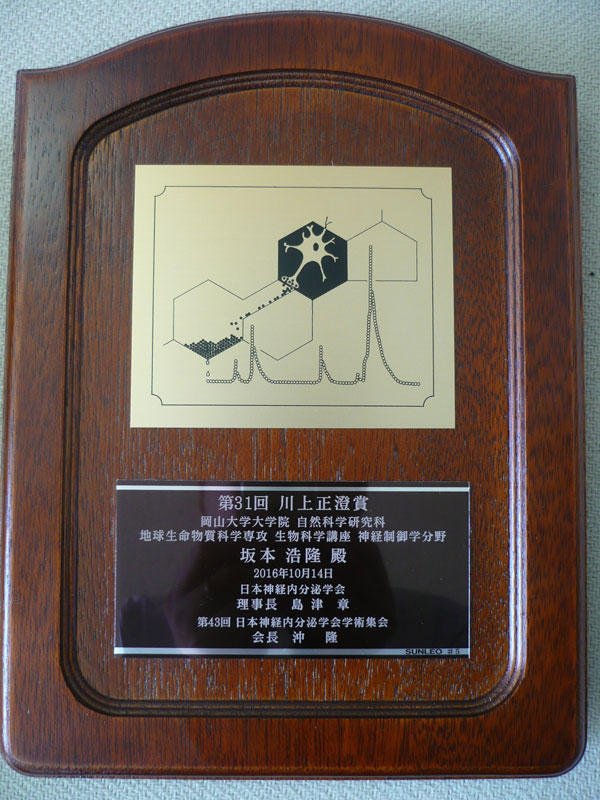 第31回 川上正澄賞
岡山大学大学院 自然科学研究科
地球生命物質科学専攻 生物科学講座 神経制御学分野
坂本 浩隆 殿
2016年10月14日
日本神経内分泌学会
理事長 島 津 章
第43回 日本神経内分泌学会学術集会
会長 沖 隆
SUNLEO #5